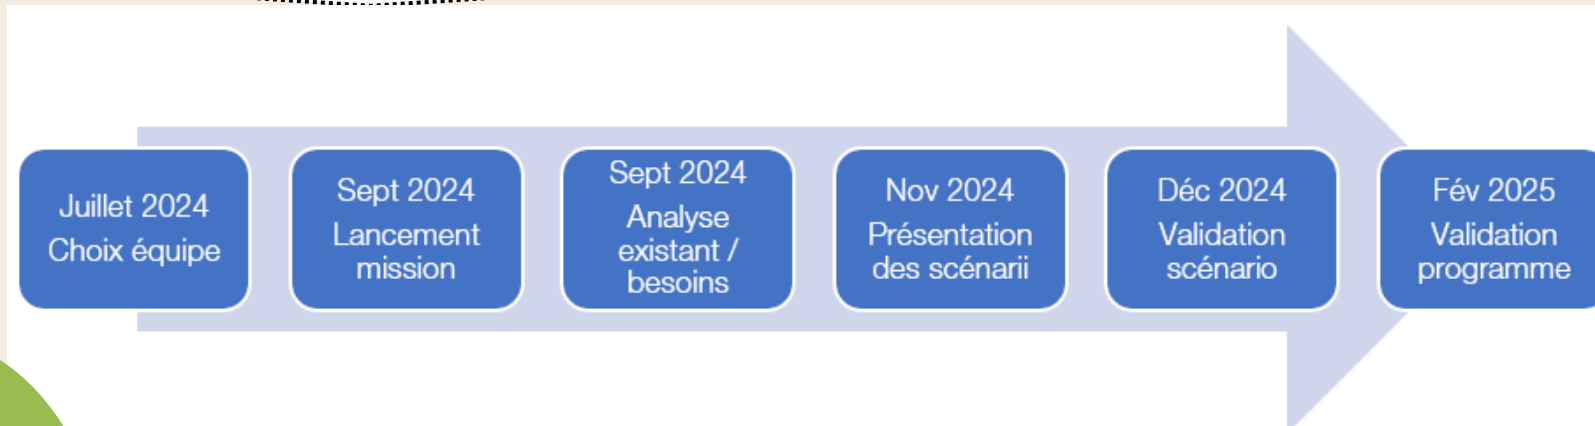 Juillet 2024
Choix équipe
Sept 2024
Lancement
mission
Sept 2024
Analyse
existant /
besoins
Nov 2024
Présentation
des scénarii
Déc 2024
Validation
scénario
Fév 2025
Validation
programme